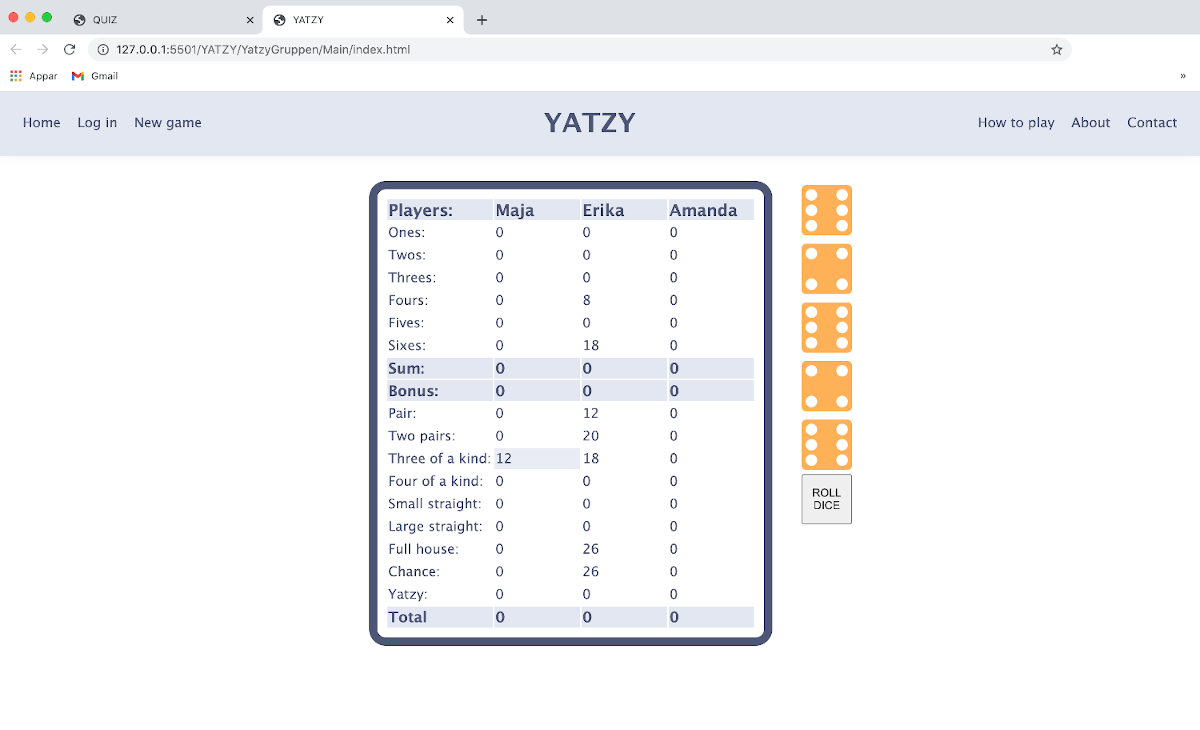 QUIZ
YATZY
127.0.0.1:5501/YATZY/YatzyGruppen/Main/index.html
Appar Gmail »
Home Log in New game YATZY How to play About Contact
Players: Maja Erika Amanda
Ones: 0 0 0
Twos: 0 0 0
Threes: 0 0 0
Fours: 0 8 0
Fives: 0 0 0
Sixes: 0 18 0
Sum: 0 0 0
Bonus: 0 0 0
Pair: 0 12 0
Two pairs: 0 20 0
Three of a kind: 12 18 0
Four of a kind: 0 0 0
Small straight: 0 0 0
Large straight: 0 0 0
Full house: 0 26 0
Chance: 0 26 0
Yatzy: 0 0 0
Total 0 0 0
ROLL
DICE